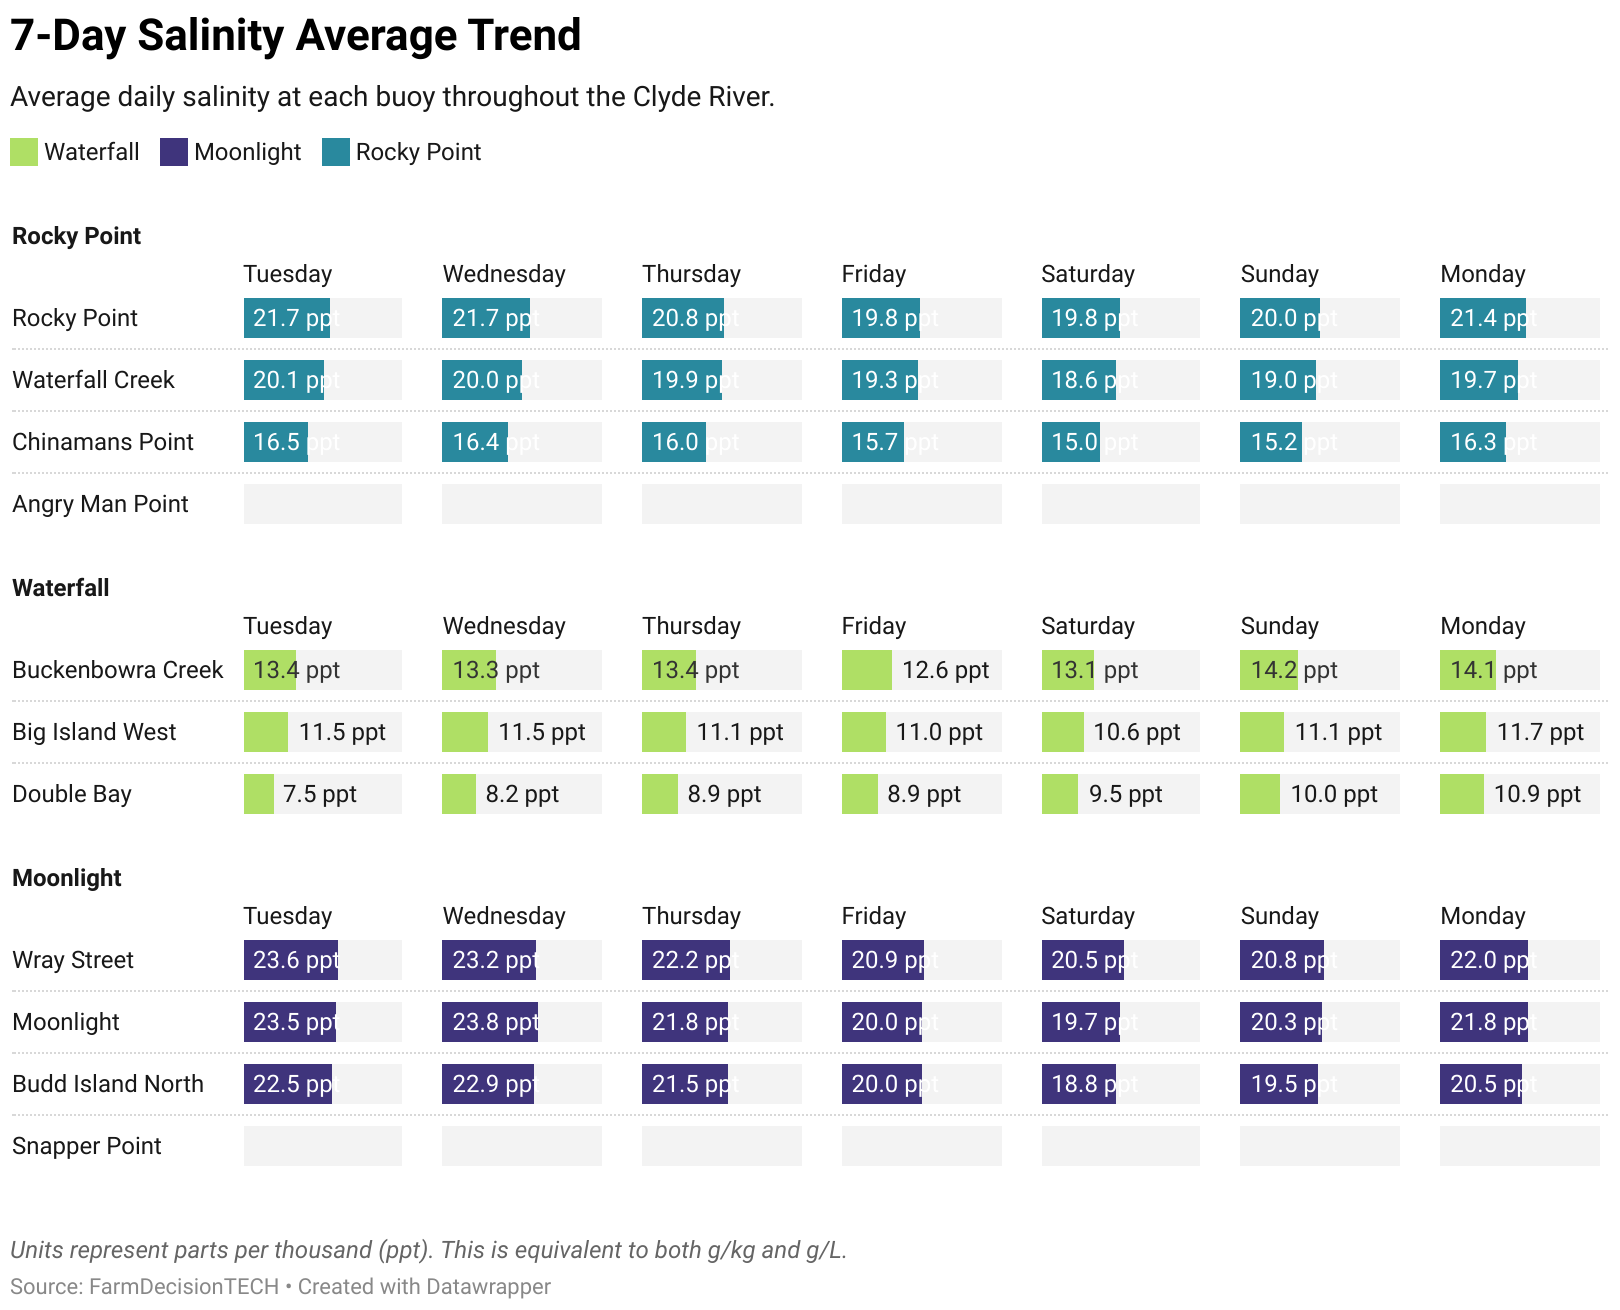 7-Day Salinity Average Trend
Average daily salinity at each buoy throughout the Clyde River.
Waterfall Moonlight Rocky Point
Rocky Point
Tuesday Wednesday Thursday Friday Saturday Sunday Monday
Rocky Point 21.7 ppt 21.7 ppt 20.8 ppt 19.8 ppt 19.8 ppt 20.0 ppt 21.4 ppt
Waterfall Creek 20.1 ppt 20.0 ppt 19.9 ppt 19.3 ppt 18.6 ppt 19.0 ppt 19.7 ppt
Chinamans Point 16.5 ppt 16.4 ppt 16.0 ppt 15.7 ppt 15.0 ppt 15.2 ppt 16.3 ppt
Angry Man Point
Waterfall
Tuesday Wednesday Thursday Friday Saturday Sunday Monday
Buckenbowra Creek 13.4 ppt 13.3 ppt 13.4 ppt 12.6 ppt 13.1 ppt 14.2 ppt 14.1 ppt
Big Island West 11.5 ppt 11.5 ppt 11.1 ppt 11.0 ppt 10.6 ppt 11.1 ppt 11.7 ppt
Double Bay 7.5 ppt 8.2 ppt 8.9 ppt 8.9 ppt 9.5 ppt 10.0 ppt 10.9 ppt
Moonlight
Tuesday Wednesday Thursday Friday Saturday Sunday Monday
Wray Street 23.6 ppt 23.2 ppt 22.2 ppt 20.9 ppt 20.5 ppt 20.8 ppt 22.0 ppt
Moonlight 23.5 ppt 23.8 ppt 21.8 ppt 20.0 ppt 19.7 ppt 20.3 ppt 21.8 ppt
Budd Island North 22.5 ppt 22.9 ppt 21.5 ppt 20.0 ppt 18.8 ppt 19.5 ppt 20.5 ppt
Snapper Point
Units represent parts per thousand (ppt). This is equivalent to both g/kg and g/L.
Source: FarmDecisionTECH • Created with Datawrapper